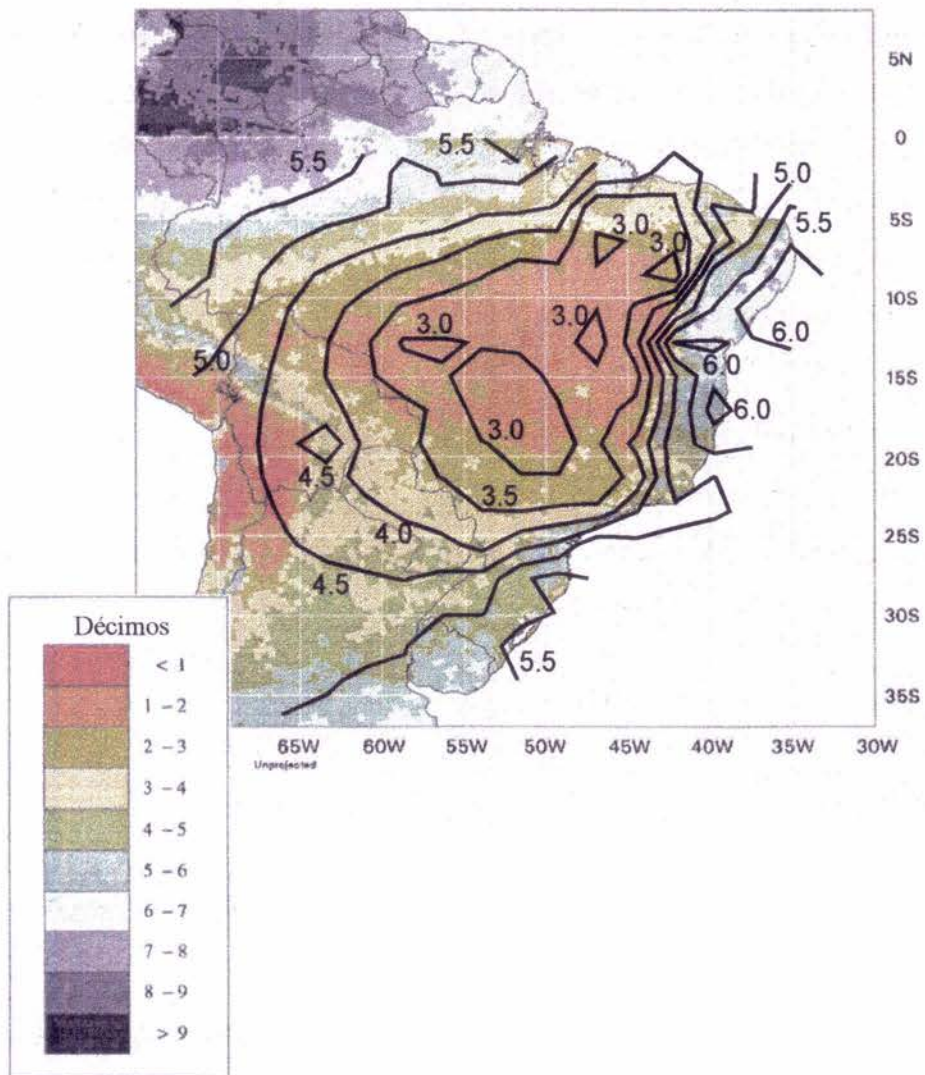 5N
0
5.5
5.5
5.0
5S
5.5
3.0
3.0
10S
3.0
3.0
6.0
5.0
6.0
15S
3.0
6.0
4.5
20S
3.5
4.0
25S
4.5
30S
5.5
35S
65W 60W 55W 50W 45W 40W 35W 30W
Unprojected
Décimos
< 1
1 – 2
2 – 3
3 – 4
4 – 5
5 – 6
6 – 7
7 – 8
8 – 9
> 9